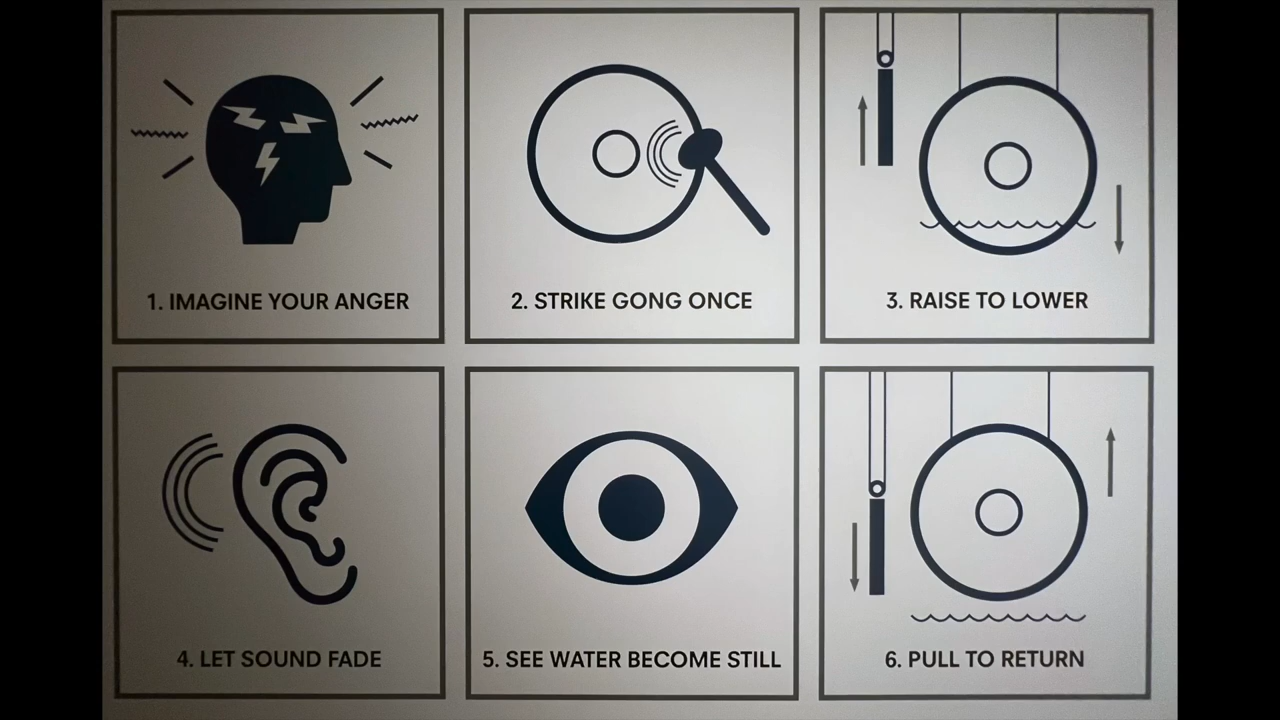 1. IMAGINE YOUR ANGER
2. STRIKE GONG ONCE
3. RAISE TO LOWER
4. LET SOUND FADE
5. SEE WATER BECOME STILL
6. PULL TO RETURN